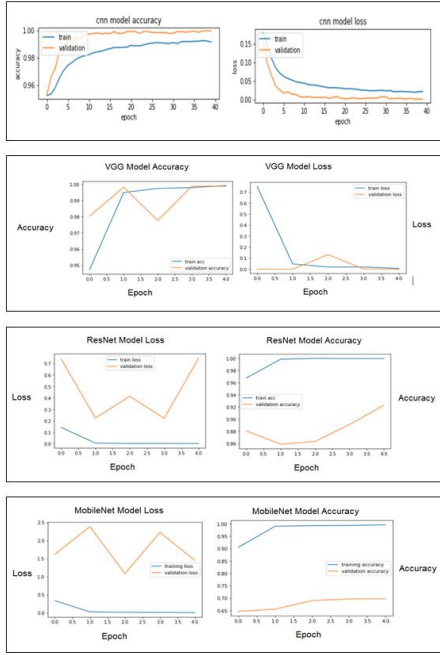 cnn model accuracy
1.00
0.98
0.96
accuracy
train
validation
0 5 10 15 20 25 30 35 40
epoch
cnn model loss
0.15
0.10
0.05
0.00
loss
train
validation
0 5 10 15 20 25 30 35 40
epoch
VGG Model Accuracy
Accuracy
1.00
0.99
0.98
0.97
0.96
0.95
train acc
validation accuracy
0.0 0.5 1.0 1.5 2.0 2.5 3.0 3.5 4.0
Epoch
VGG Model Loss
0.7
0.6
0.5
0.4
0.3
0.2
0.1
0.0
train loss
validation loss
Loss
0.0 0.5 1.0 1.5 2.0 2.5 3.0 3.5 4.0
Epoch
ResNet Model Loss
Loss
0.7
0.6
0.5
0.4
0.3
0.2
0.1
0.0
train loss
validation loss
0.0 0.5 1.0 1.5 2.0 2.5 3.0 3.5 4.0
Epoch
ResNet Model Accuracy
1.00
0.98
0.96
0.94
0.92
0.90
0.88
0.86
train acc
validation accuracy
Accuracy
0.0 0.5 1.0 1.5 2.0 2.5 3.0 3.5 4.0
Epoch
MobileNet Model Loss
Loss
2.5
2.0
1.5
1.0
0.5
0.0
training loss
validation loss
0.0 0.5 1.0 1.5 2.0 2.5 3.0 3.5 4.0
Epoch
MobileNet Model Accuracy
1.00
0.95
0.90
0.85
0.80
0.75
0.70
0.65
training accuracy
validation accuracy
Accuracy
0.0 0.5 1.0 1.5 2.0 2.5 3.0 3.5 4.0
Epoch